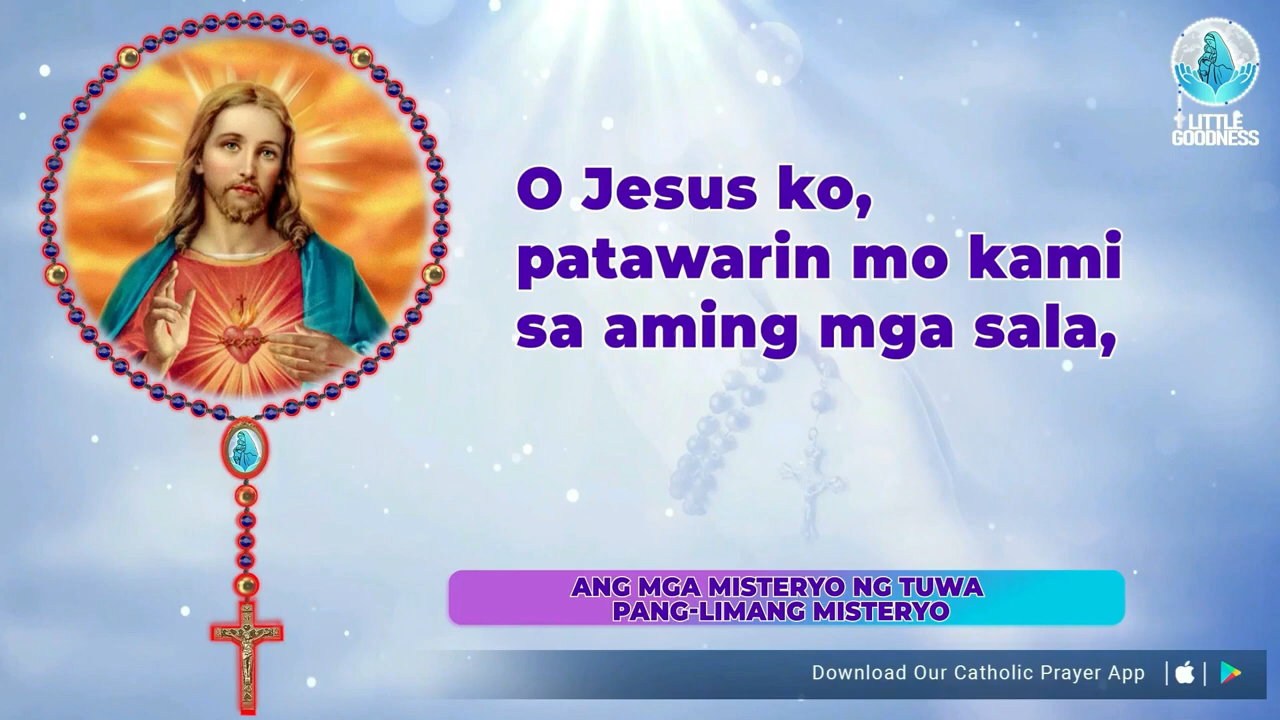 LITTLE
GOODNESS
O Jesus ko,
patawarin mo kami
sa aming mga sala,
ANG MGA MISTERYO NG TUWA
PANG-LIMANG MISTERYO
Download Our Catholic Prayer App